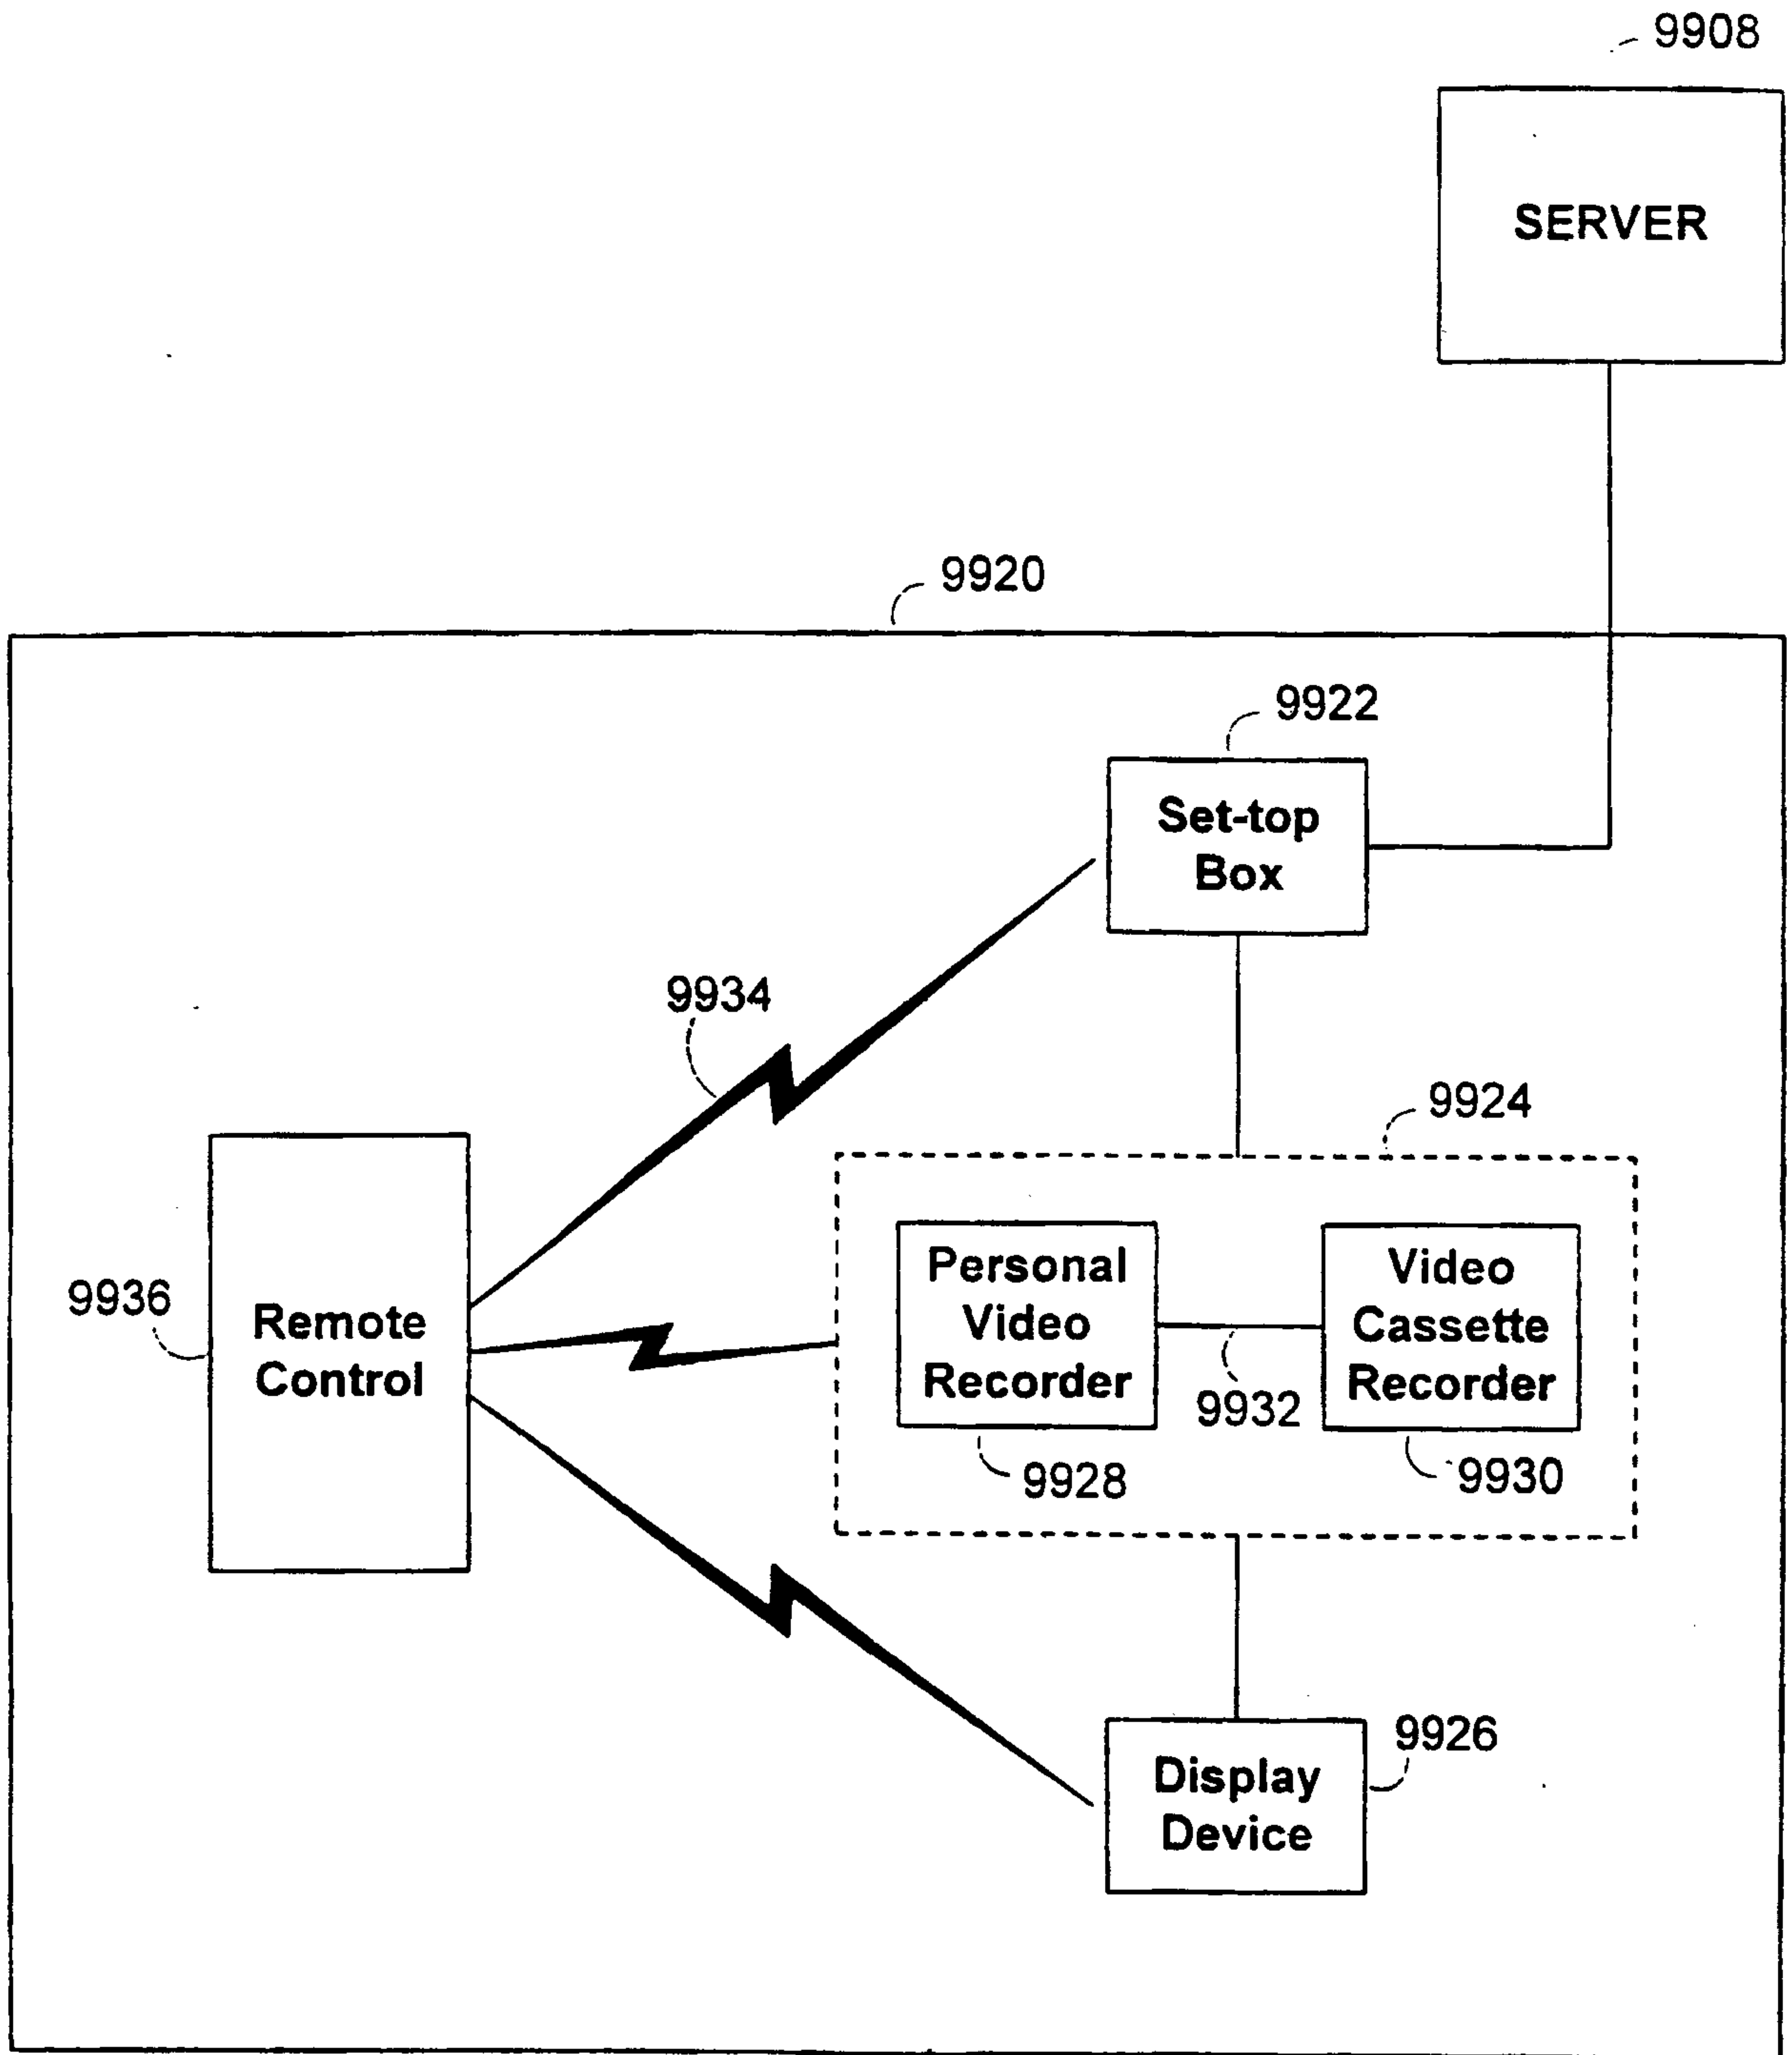 9908
SERVER
9920
9922
Set-top
Box
9934
9924
Personal
Video
Recorder
Video
Cassette
Recorder
9932
9928
9930
9936
Remote
Control
9926
Display
Device